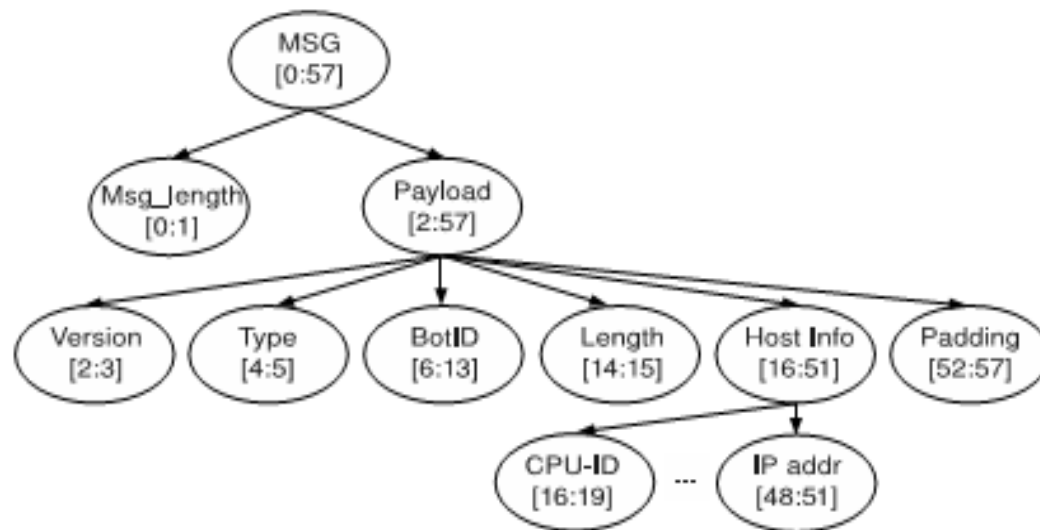 MSG
[0:57]
Msg_length
[0:1]
Payload
[2:57]
Version
[2:3]
Type
[4:5]
BotID
[6:13]
Length
[14:15]
Host Info
[16:51]
Padding
[52:57]
CPU-ID
[16:19]
...
IP addr
[48:51]